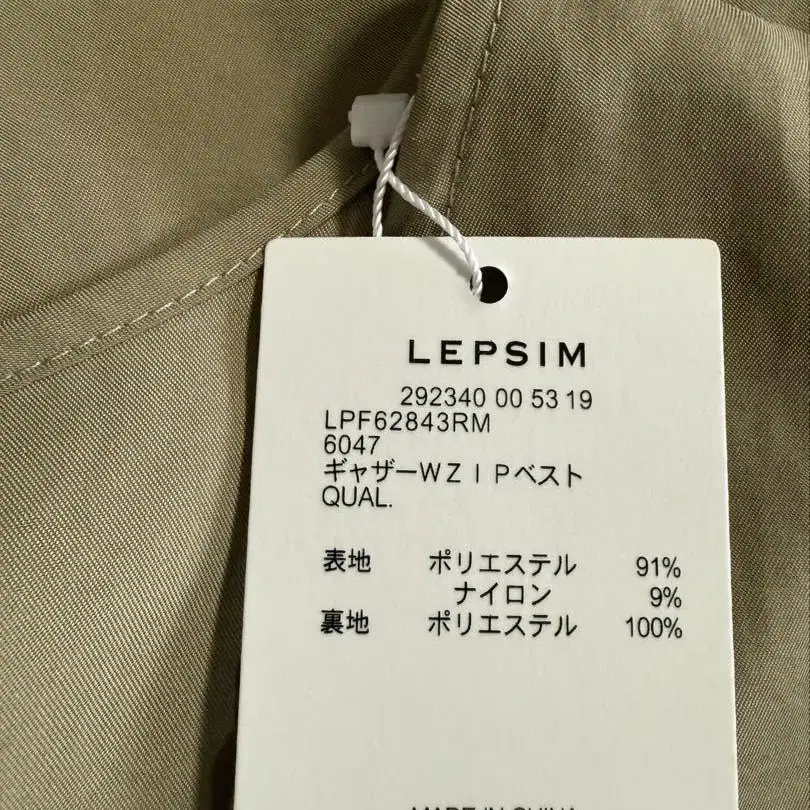 LEPSIM
292340 00 53 19
LPF62843RM
6047
ギャザーＷＺＩＰベスト
QUAL.
表地 ポリエステル 91%
ナイロン 9%
裏地 ポリエステル 100%
MADE IN CHINA